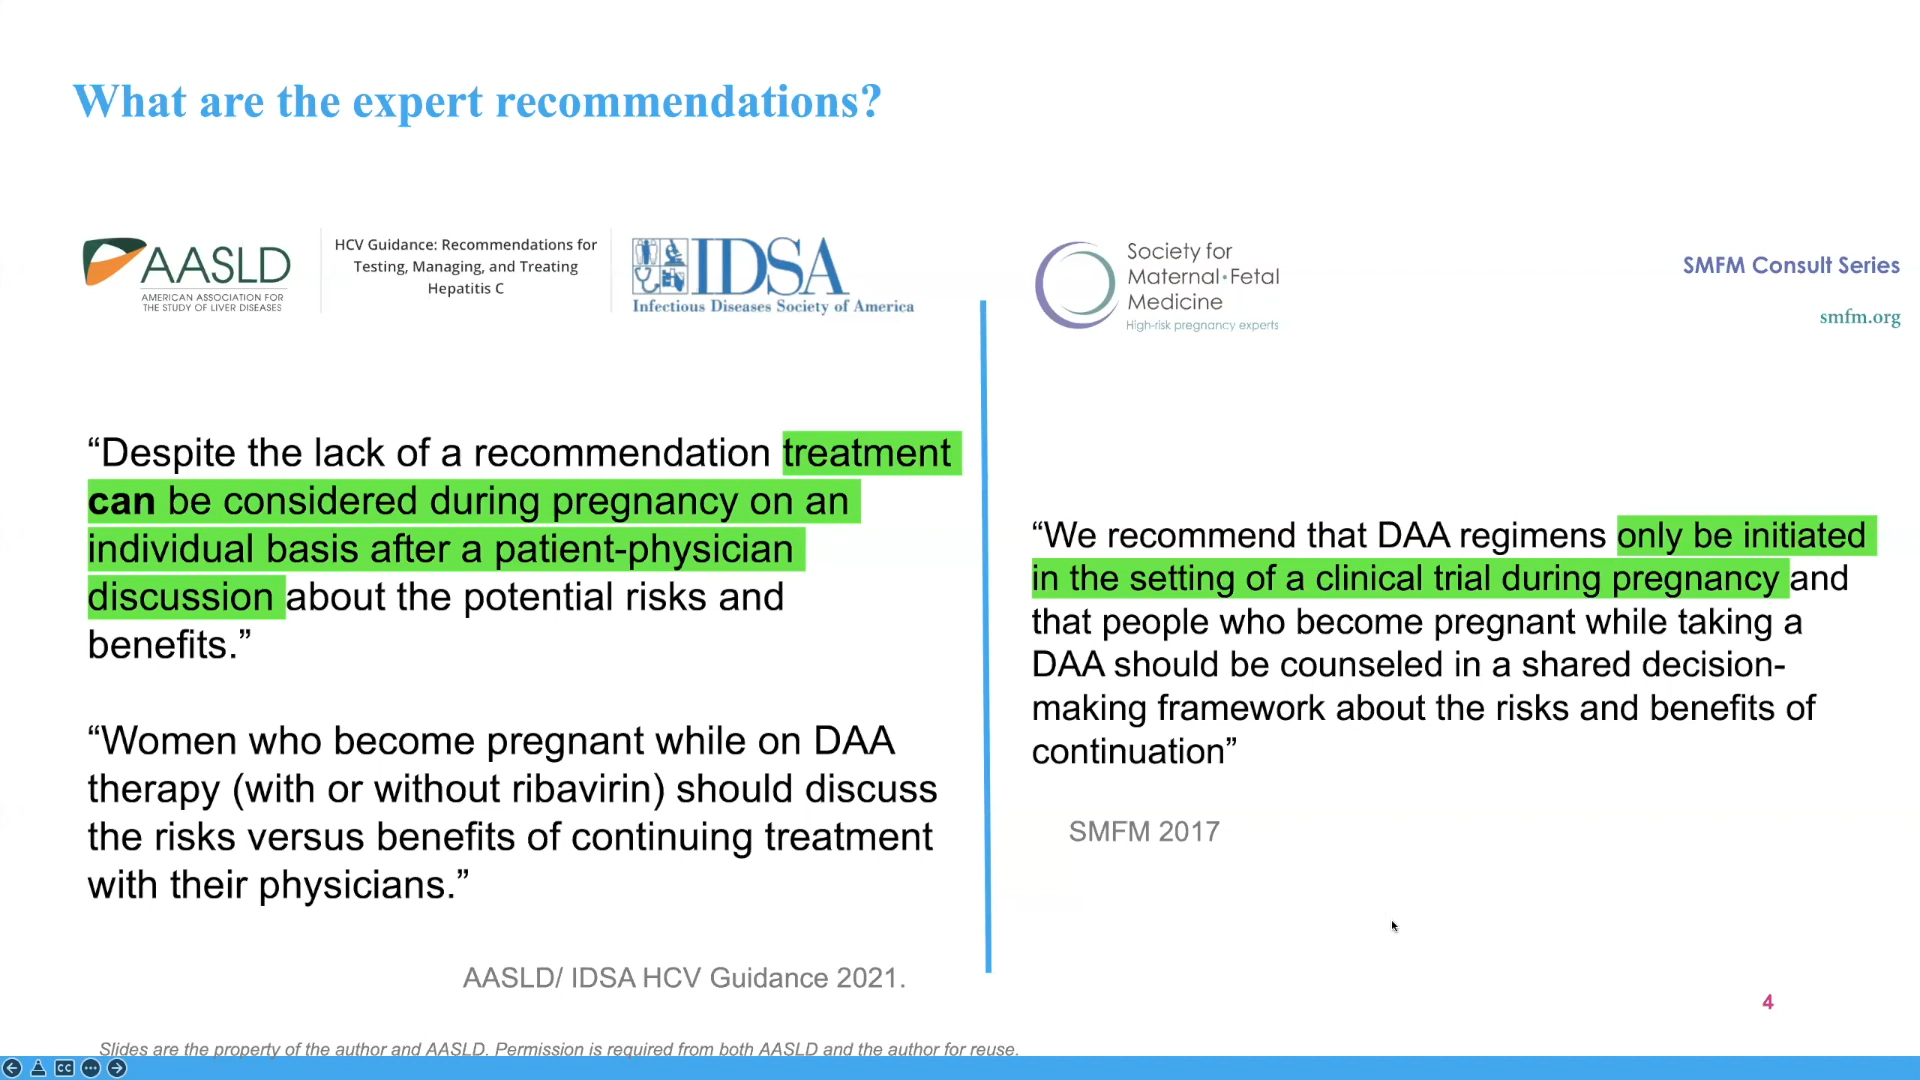 What are the expert recommendations?
AASLD
AMERICAN ASSOCIATION FOR
THE STUDY OF LIVER DISEASES
HCV Guidance: Recommendations for
Testing, Managing, and Treating
Hepatitis C
IDSA
Infectious Diseases Society of America
“Despite the lack of a recommendation treatment
can be considered during pregnancy on an
individual basis after a patient-physician
discussion about the potential risks and
benefits.”
“Women who become pregnant while on DAA
therapy (with or without ribavirin) should discuss
the risks versus benefits of continuing treatment
with their physicians.”
AASLD/ IDSA HCV Guidance 2021.
Society for
Maternal•Fetal
Medicine
High-risk pregnancy experts
SMFM Consult Series
smfm.org
“We recommend that DAA regimens only be initiated
in the setting of a clinical trial during pregnancy and
that people who become pregnant while taking a
DAA should be counseled in a shared decision-
making framework about the risks and benefits of
continuation”
SMFM 2017
4
Slides are the property of the author and AASLD. Permission is required from both AASLD and the author for reuse.
CC